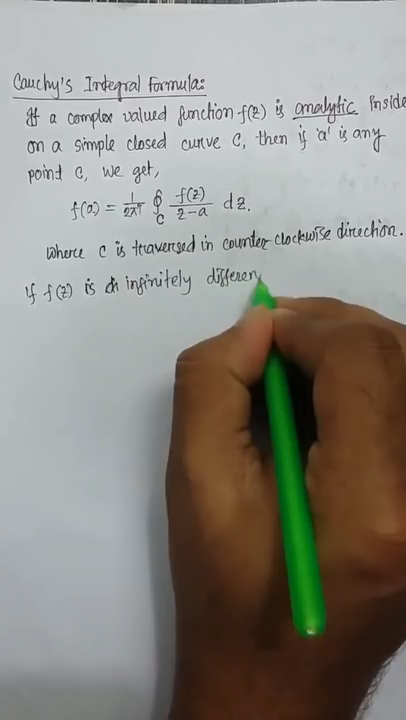 Cauchy's Integral Formula:
If a complex valued function f(z) is analytic inside
on a simple closed curve C, then if 'a' is any
point C, we get,
f(a) = 1/2πi ∮_C f(z)/z-a dz.
where C is traversed in counter clockwise direction.
If f(z) is infinitely differen